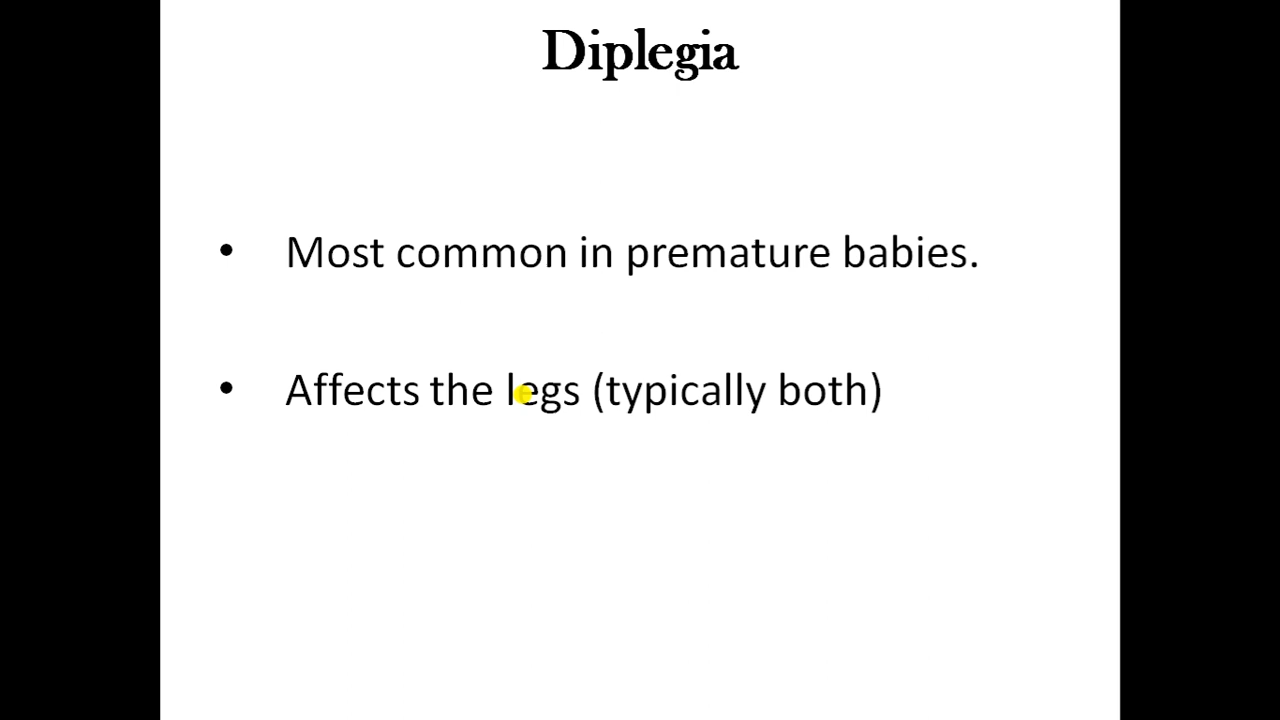 Diplegia
• Most common in premature babies.
• Affects the legs (typically both)